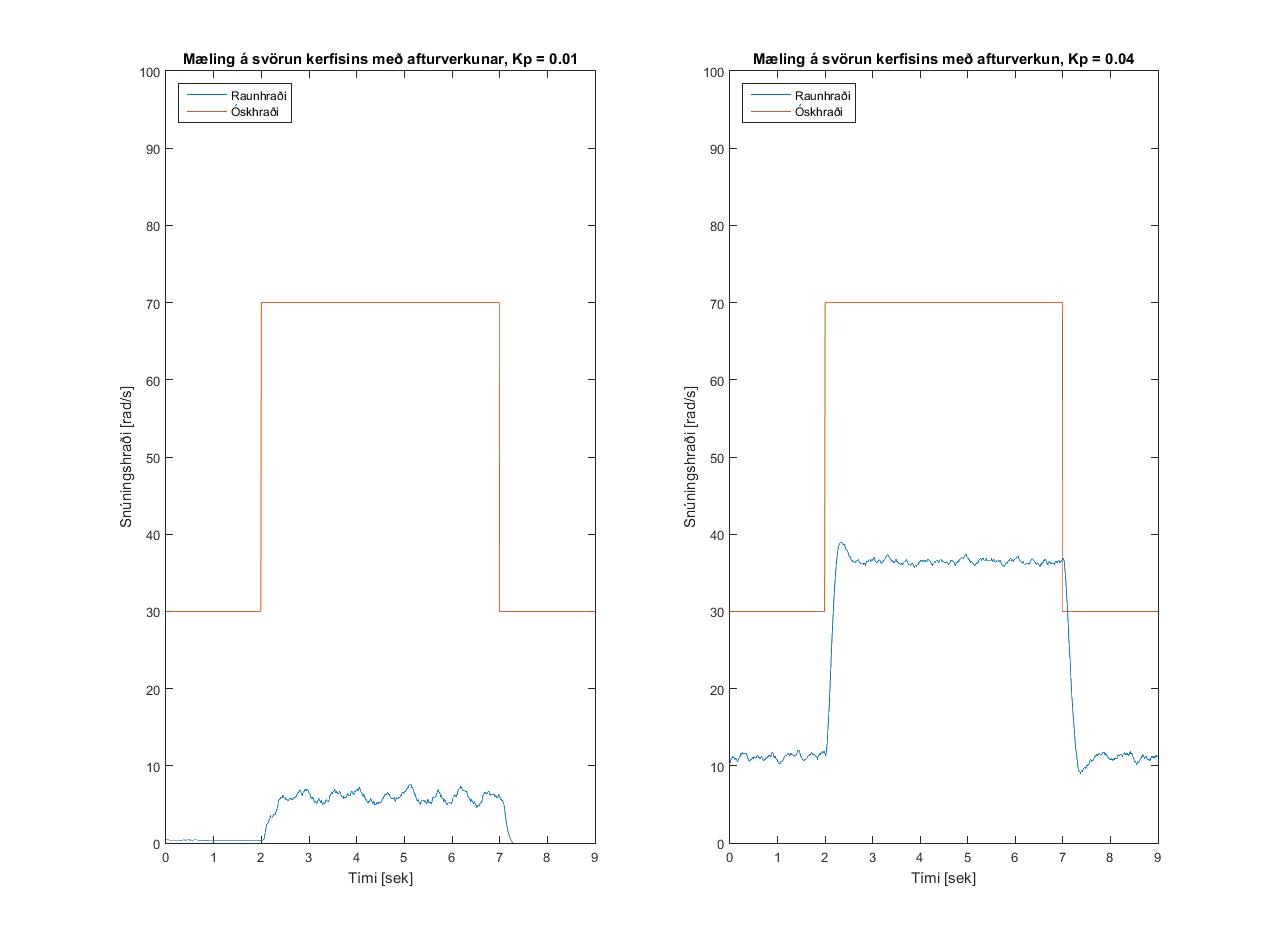 Mæling á svörun kerfisins með afturverkunar, Kp = 0.01
Raunhraði
Óskhraði
100
90
80
70
60
50
40
30
20
10
0
Snúningshraði [rad/s]
0 1 2 3 4 5 6 7 8 9
Tími [sek]
Mæling á svörun kerfisins með afturverkun, Kp = 0.04
Raunhraði
Óskhraði
100
90
80
70
60
50
40
30
20
10
0
Snúningshraði [rad/s]
0 1 2 3 4 5 6 7 8 9
Tími [sek]